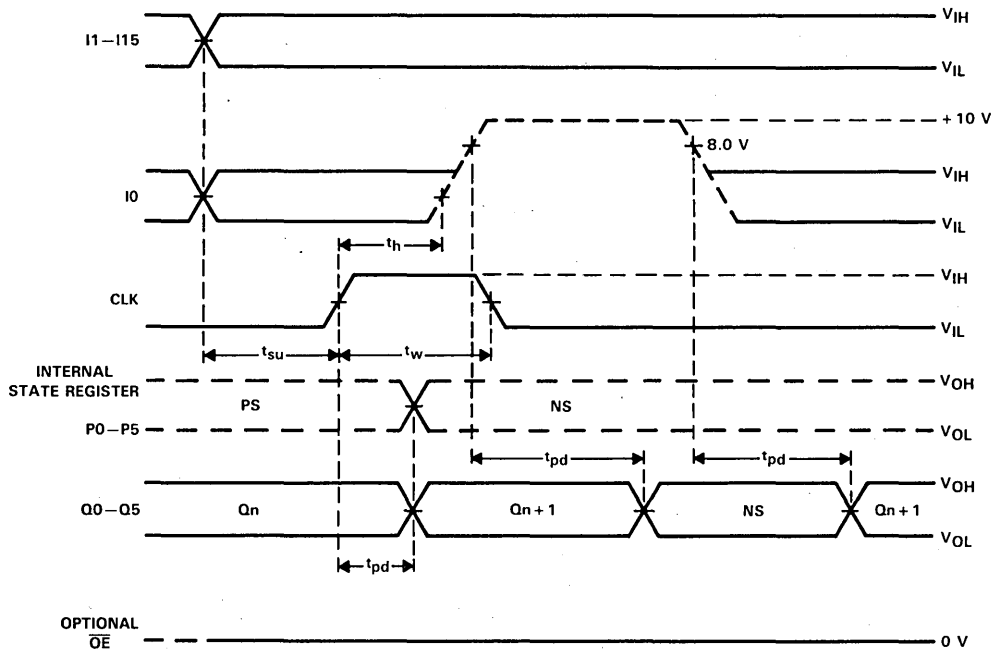 VIH
I1—I15
VIL
+10 V
8.0 V
VIH
I0
VIL
th
VIH
CLK
VIL
tsu
tw
INTERNAL
STATE REGISTER
VOH
PS
NS
P0—P5
VOL
tpd
tpd
VOH
Q0—Q5
Qn
Qn + 1
NS
Qn + 1
VOL
tpd
OPTIONAL
OE
0 V